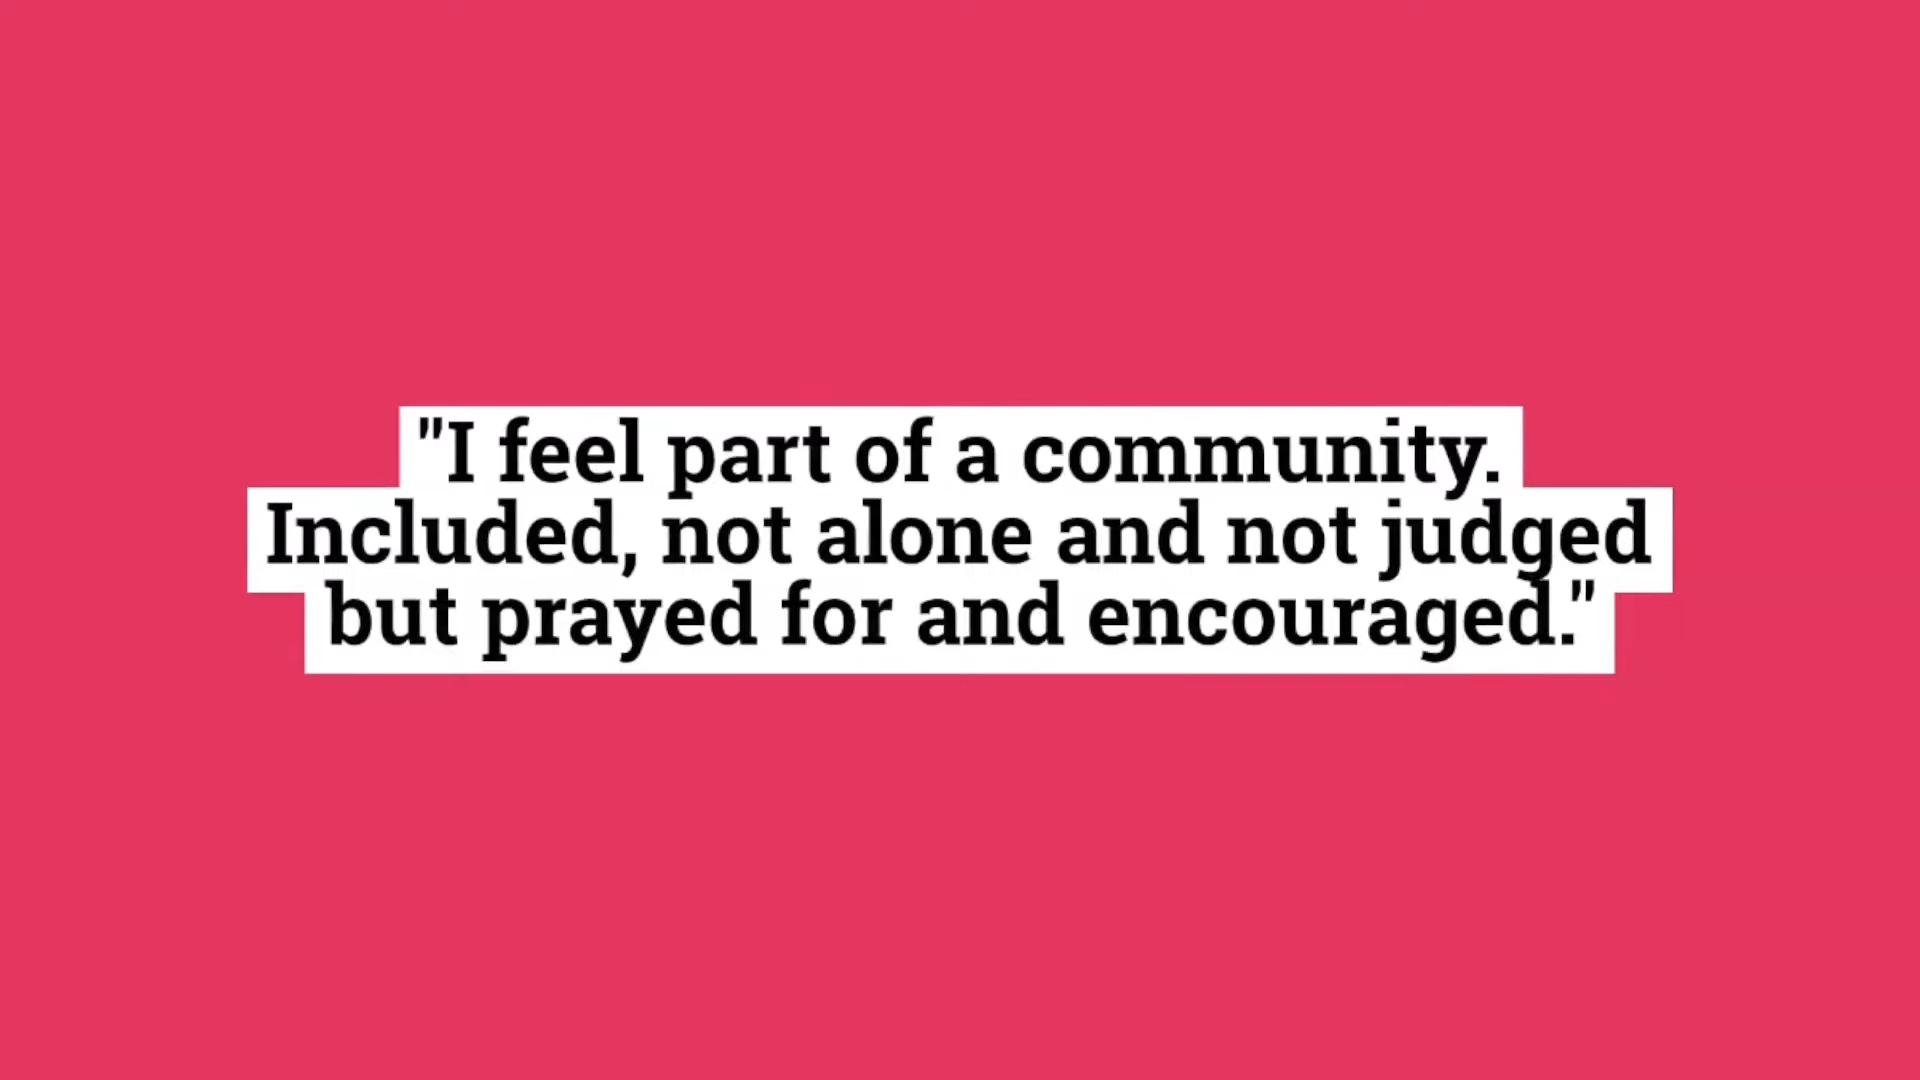 "I feel part of a community.
Included, not alone and not judged
but prayed for and encouraged."